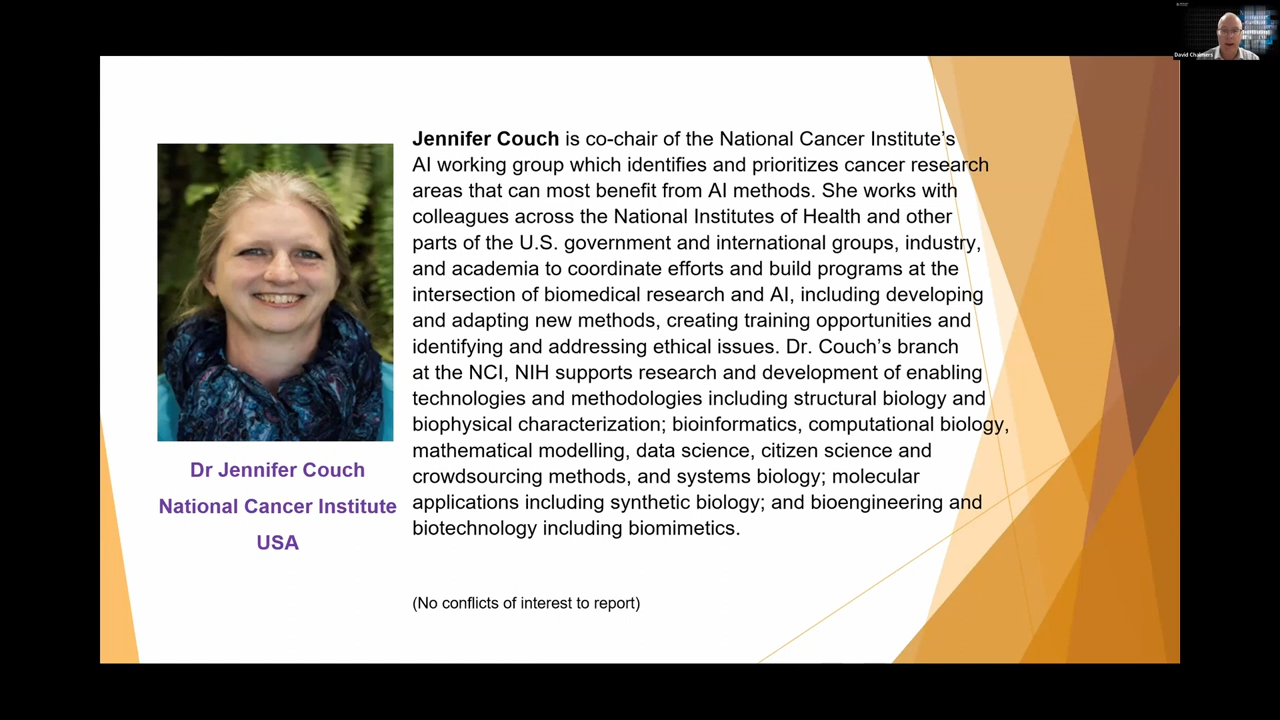 David Chalmers
Jennifer Couch is co-chair of the National Cancer Institute’s
AI working group which identifies and prioritizes cancer research
areas that can most benefit from AI methods. She works with
colleagues across the National Institutes of Health and other
parts of the U.S. government and international groups, industry,
and academia to coordinate efforts and build programs at the
intersection of biomedical research and AI, including developing
and adapting new methods, creating training opportunities and
identifying and addressing ethical issues. Dr. Couch’s branch
at the NCI, NIH supports research and development of enabling
technologies and methodologies including structural biology and
biophysical characterization; bioinformatics, computational biology,
mathematical modelling, data science, citizen science and
crowdsourcing methods, and systems biology; molecular
applications including synthetic biology; and bioengineering and
biotechnology including biomimetics.
Dr Jennifer Couch
National Cancer Institute
USA
(No conflicts of interest to report)